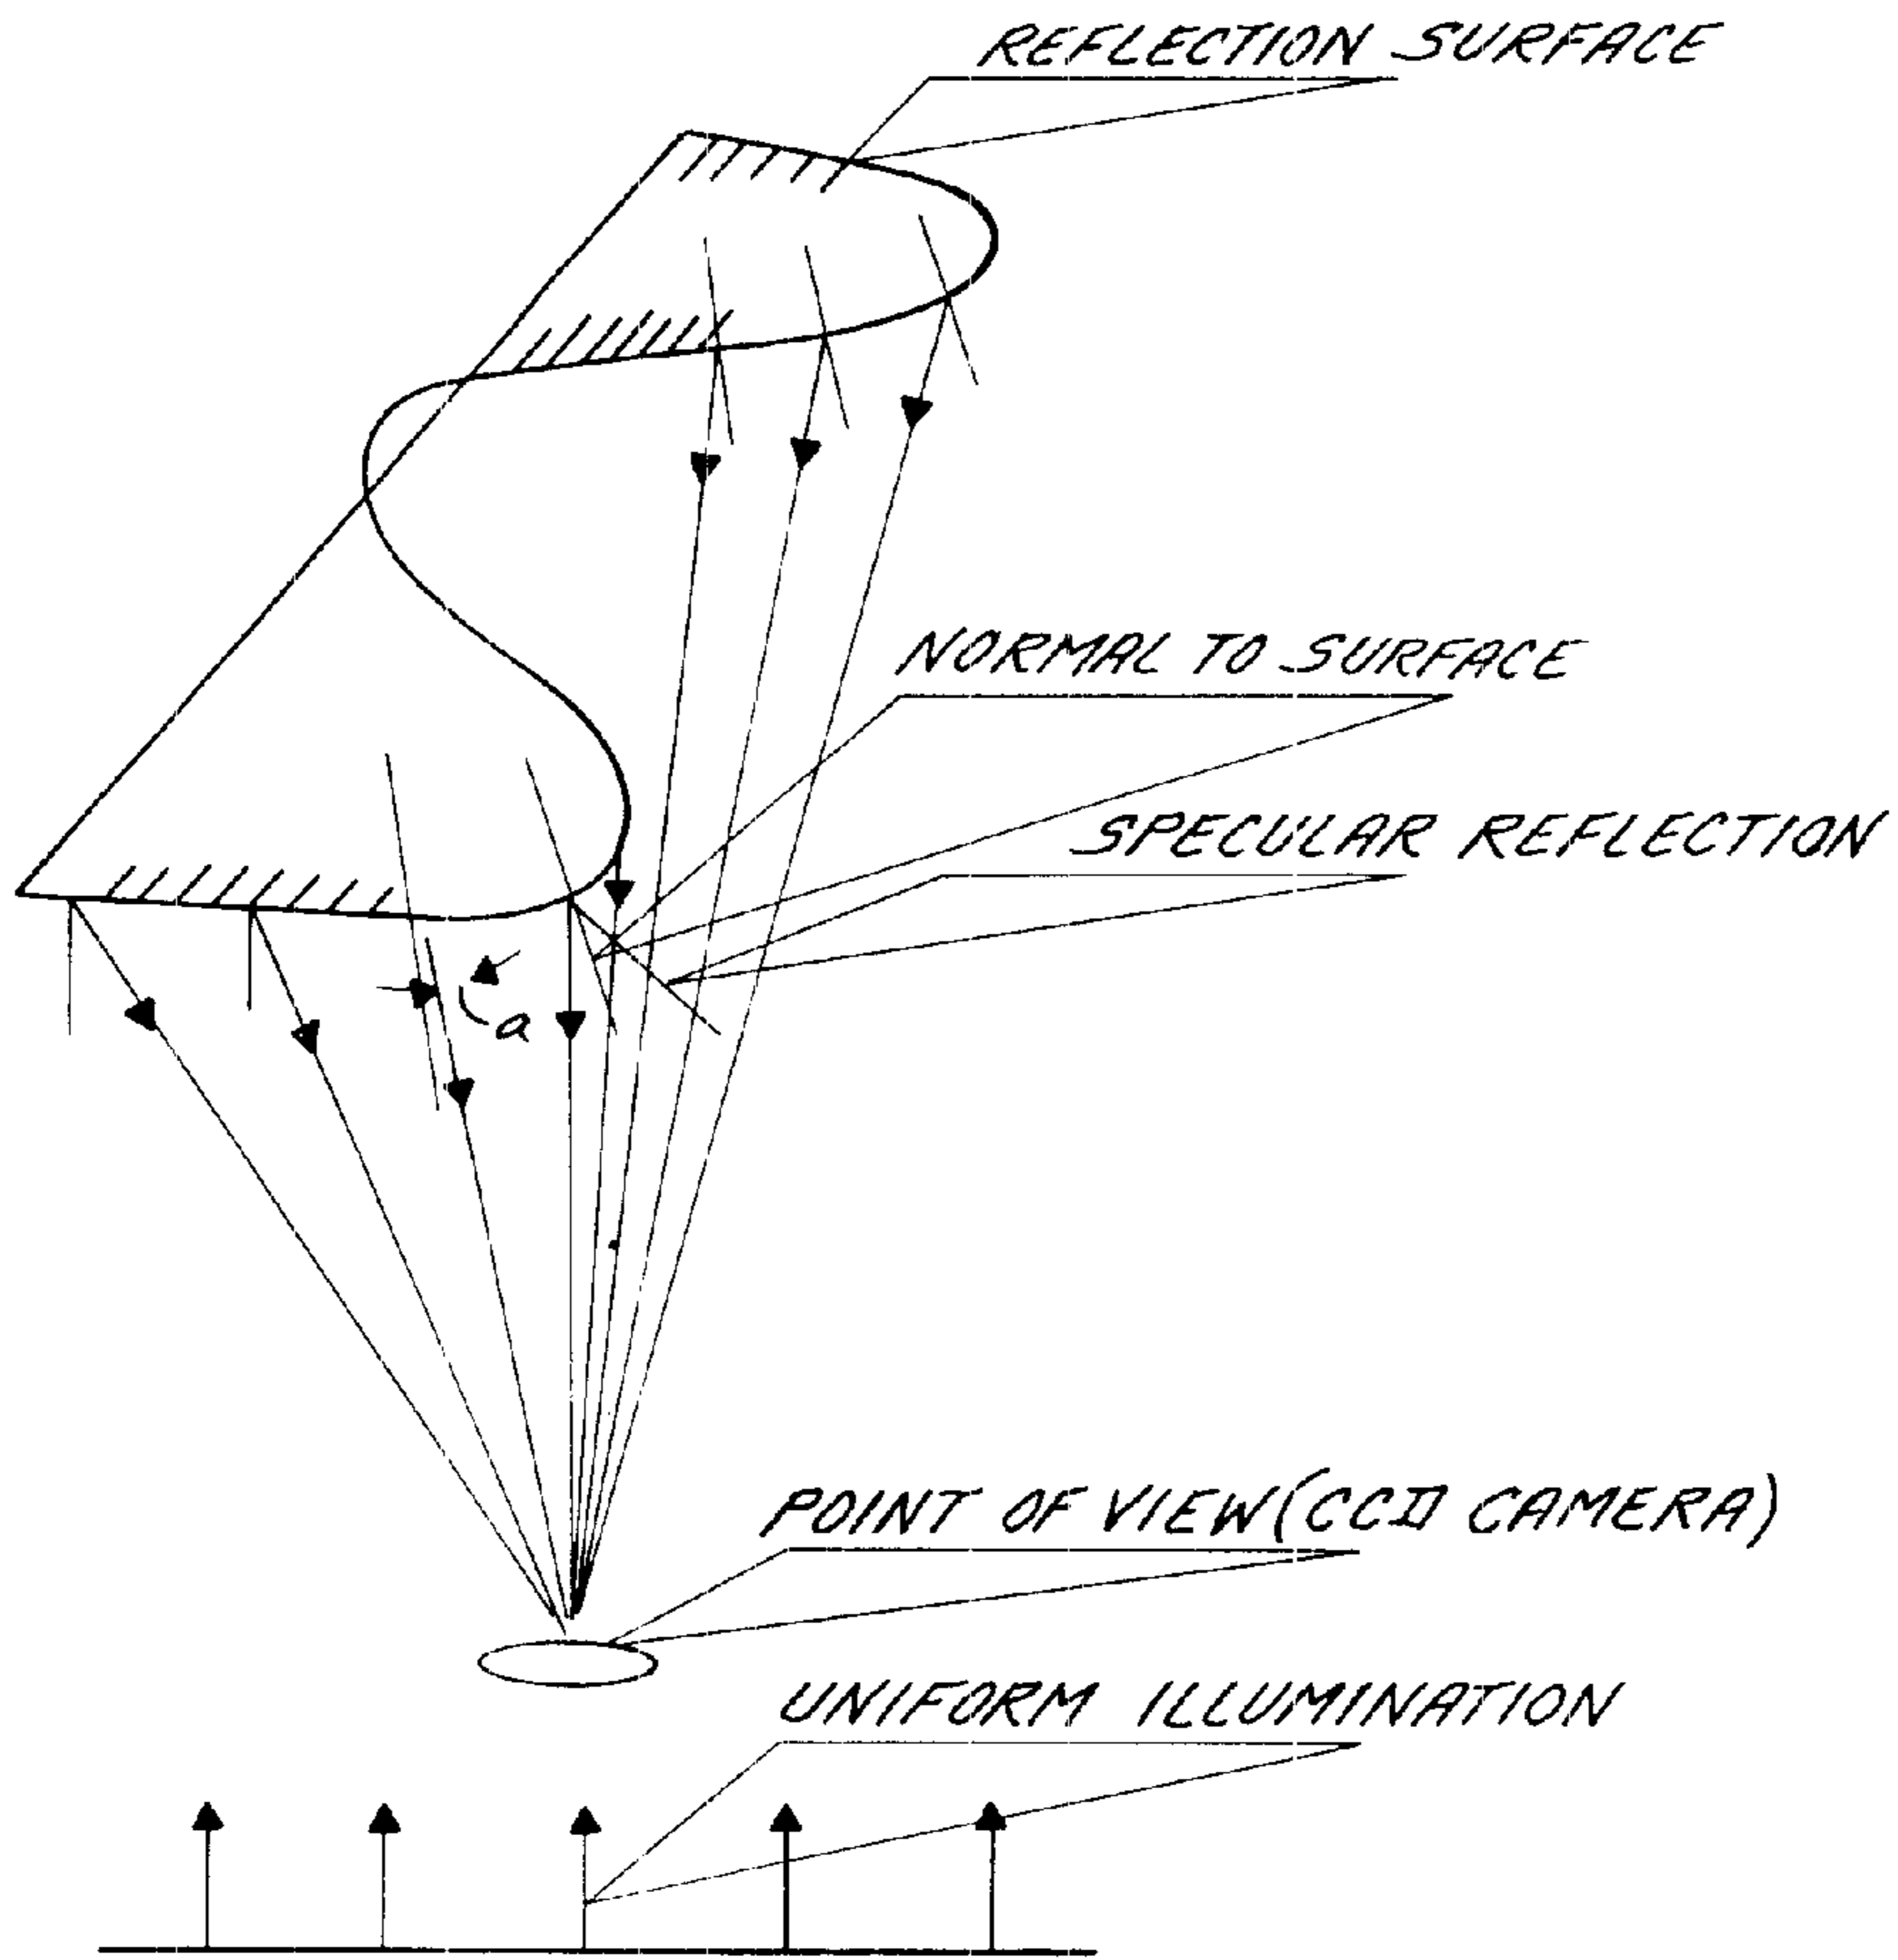 REFLECTION SURFACE
NORMAL TO SURFACE
SPECULAR REFLECTION
a
POINT OF VIEW (CCD CAMERA)
UNIFORM ILLUMINATION